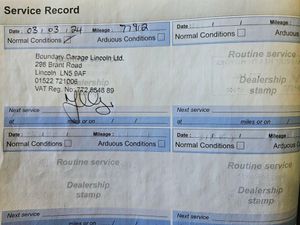 Service Record
Date : 03 / 03 / 24 Mileage : 77912
Normal Conditions Arduous Conditions
Boundary Garage Lincoln Ltd.
298 Brant Road
Lincoln LN5 9AF
01522 721006
VAT Reg. No: 772 8648 89
Next service
at miles or on / /
Date : / / Mileage :
Normal Conditions Arduous Conditions
Routine service
Dealership
stamp
Next service
at miles or on / /
Date : / / Mileage :
Normal Conditions Arduous Conditions
Routine service
Dealership
stamp
Next service
Date : / / Mileage :
Normal Conditions Arduous Conditions
Routine service
Dealership
stamp
Next service